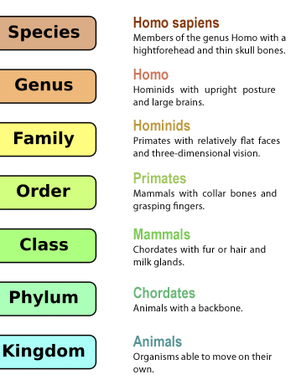 Species
Homo sapiens
Members of the genus Homo with a
hightforehead and thin skull bones.
Genus
Homo
Hominids with upright posture
and large brains.
Family
Hominids
Primates with relatively flat faces
and three-dimensional vision.
Order
Primates
Mammals with collar bones and
grasping fingers.
Class
Mammals
Chordates with fur or hair and
milk glands.
Phylum
Chordates
Animals with a backbone.
Kingdom
Animals
Organisms able to move on their
own.